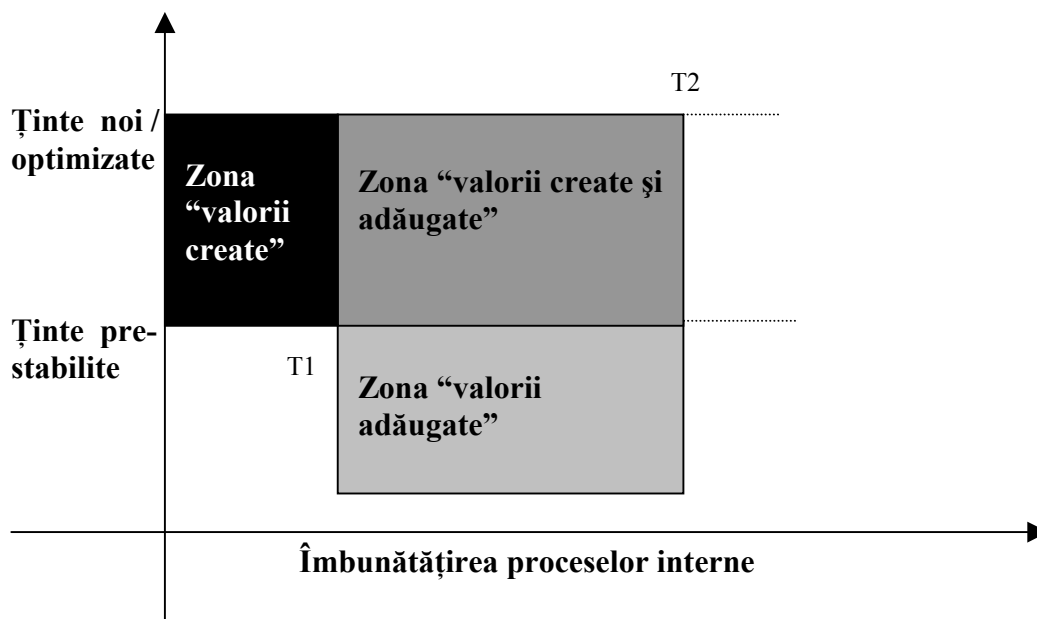 T2
Ținte noi /
optimizate
Zona
“valorii
create”
Zona “valorii create şi
adăugate”
Ținte pre-
stabilite
T1
Zona “valorii
adăugate”
Îmbunătățirea proceselor interne